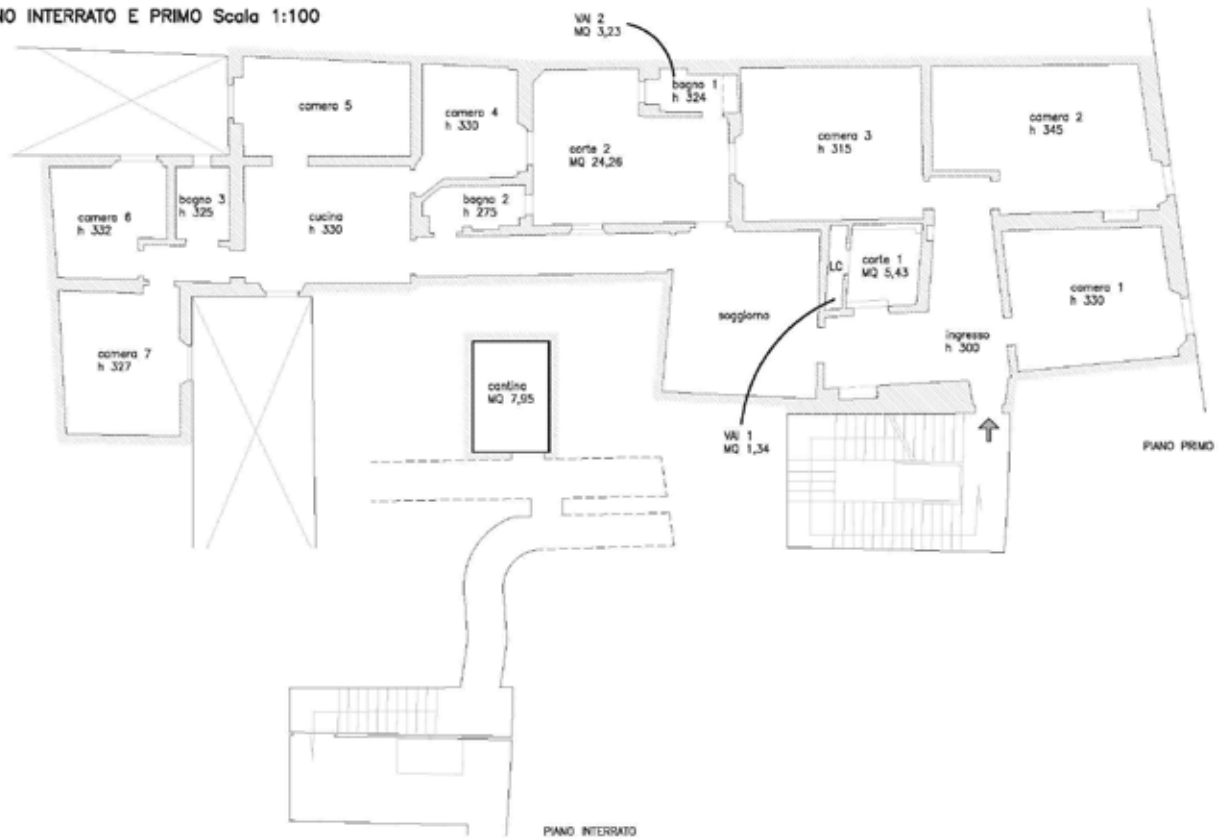 NO INTERRATO E PRIMO Scala 1:100
VAI 2
MQ 3,23
bagno 1
h 324
camera 5
camera 4
h 330
corte 2
MQ 24,26
camera 3
h 315
camera 2
h 345
camera 6
h 332
bagno 3
h 325
cucina
h 330
bagno 2
h 275
LC
corte 1
MQ 5,43
camera 1
h 330
soggiorno
ingresso
h 300
camera 7
h 327
cantina
MQ 7,95
VAI 1
MQ 1,34
PIANO PRIMO
PIANO INTERRATO